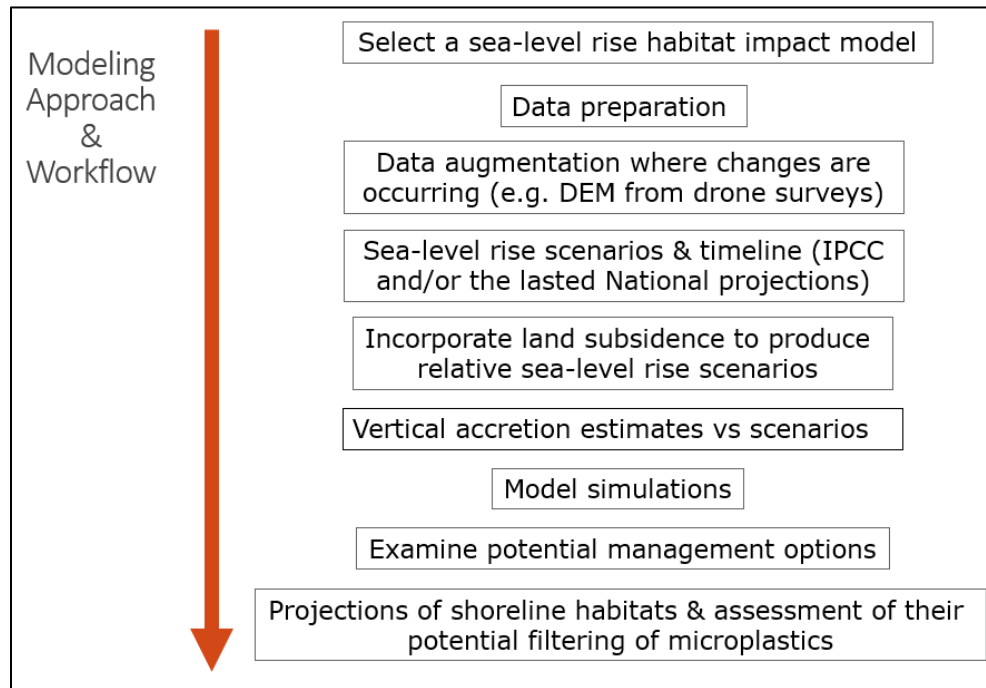 Modeling
Approach
&
Workflow
Select a sea-level rise habitat impact model
Data preparation
Data augmentation where changes are
occurring (e.g. DEM from drone surveys)
Sea-level rise scenarios & timeline (IPCC
and/or the lasted National projections)
Incorporate land subsidence to produce
relative sea-level rise scenarios
Vertical accretion estimates vs scenarios
Model simulations
Examine potential management options
Projections of shoreline habitats & assessment of their
potential filtering of microplastics